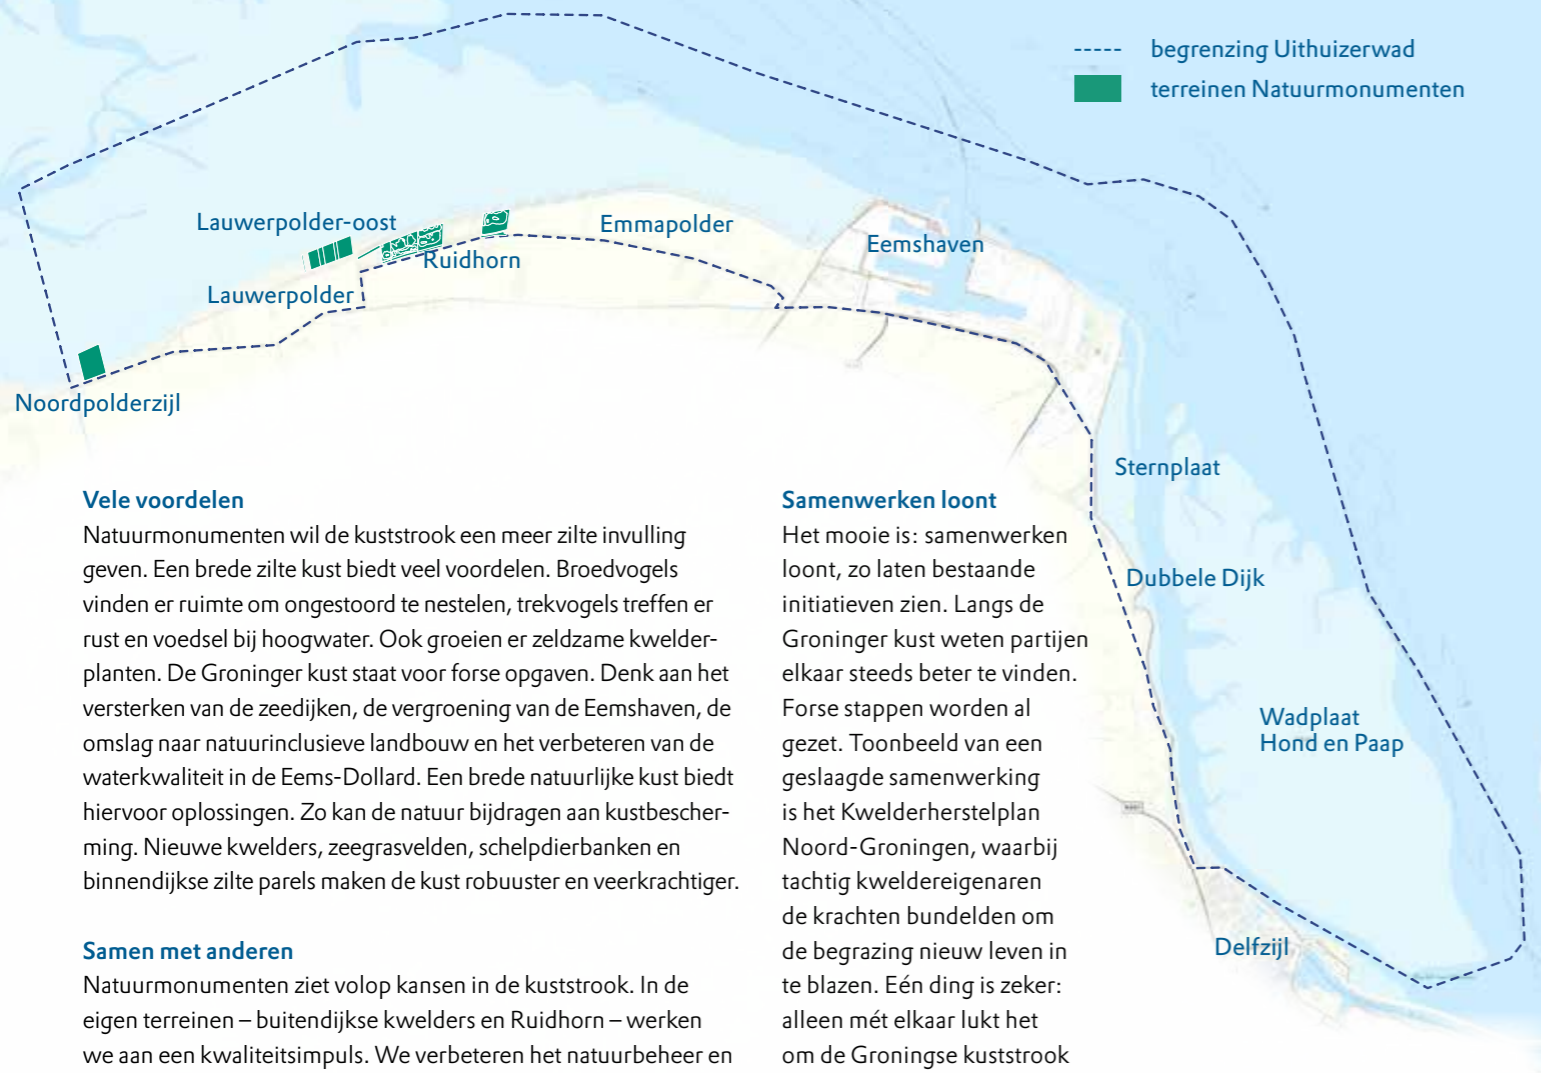 begrenzing Uithuizerwad
terreinen Natuurmonumenten
Lauwerpolder-oost
Emmapolder
Eemshaven
Ruidhorn
Lauwerpolder
Noordpolderzijl
Sternplaat
Dubbele Dijk
Wadplaat
Hond en Paap
Delfzijl
Vele voordelen
Natuurmonumenten wil de kuststrook een meer zilte invulling
geven. Een brede zilte kust biedt veel voordelen. Broedvogels
vinden er ruimte om ongestoord te nestelen, trekvogels treffen er
rust en voedsel bij hoogwater. Ook groeien er zeldzame kwelder-
planten. De Groninger kust staat voor forse opgaven. Denk aan het
versterken van de zeedijken, de vergroening van de Eemshaven, de
omslag naar natuurinclusieve landbouw en het verbeteren van de
waterkwaliteit in de Eems-Dollard. Een brede natuurlijke kust biedt
hiervoor oplossingen. Zo kan de natuur bijdragen aan kustbescher-
ming. Nieuwe kwelders, zeegrasvelden, schelpdierbanken en
binnendijkse zilte parels maken de kust robuuster en veerkrachtiger.
Samen met anderen
Natuurmonumenten ziet volop kansen in de kuststrook. In de
eigen terreinen – buitendijkse kwelders en Ruidhorn – werken
we aan een kwaliteitsimpuls. We verbeteren het natuurbeheer en
Samenwerken loont
Het mooie is: samenwerken
loont, zo laten bestaande
initiatieven zien. Langs de
Groninger kust weten partijen
elkaar steeds beter te vinden.
Forse stappen worden al
gezet. Toonbeeld van een
geslaagde samenwerking
is het Kwelderherstelplan
Noord-Groningen, waarbij
tachtig kweldereigenaren
de krachten bundelden om
de begrazing nieuw leven in
te blazen. Eén ding is zeker:
alleen mét elkaar lukt het
om de Groningse kuststrook